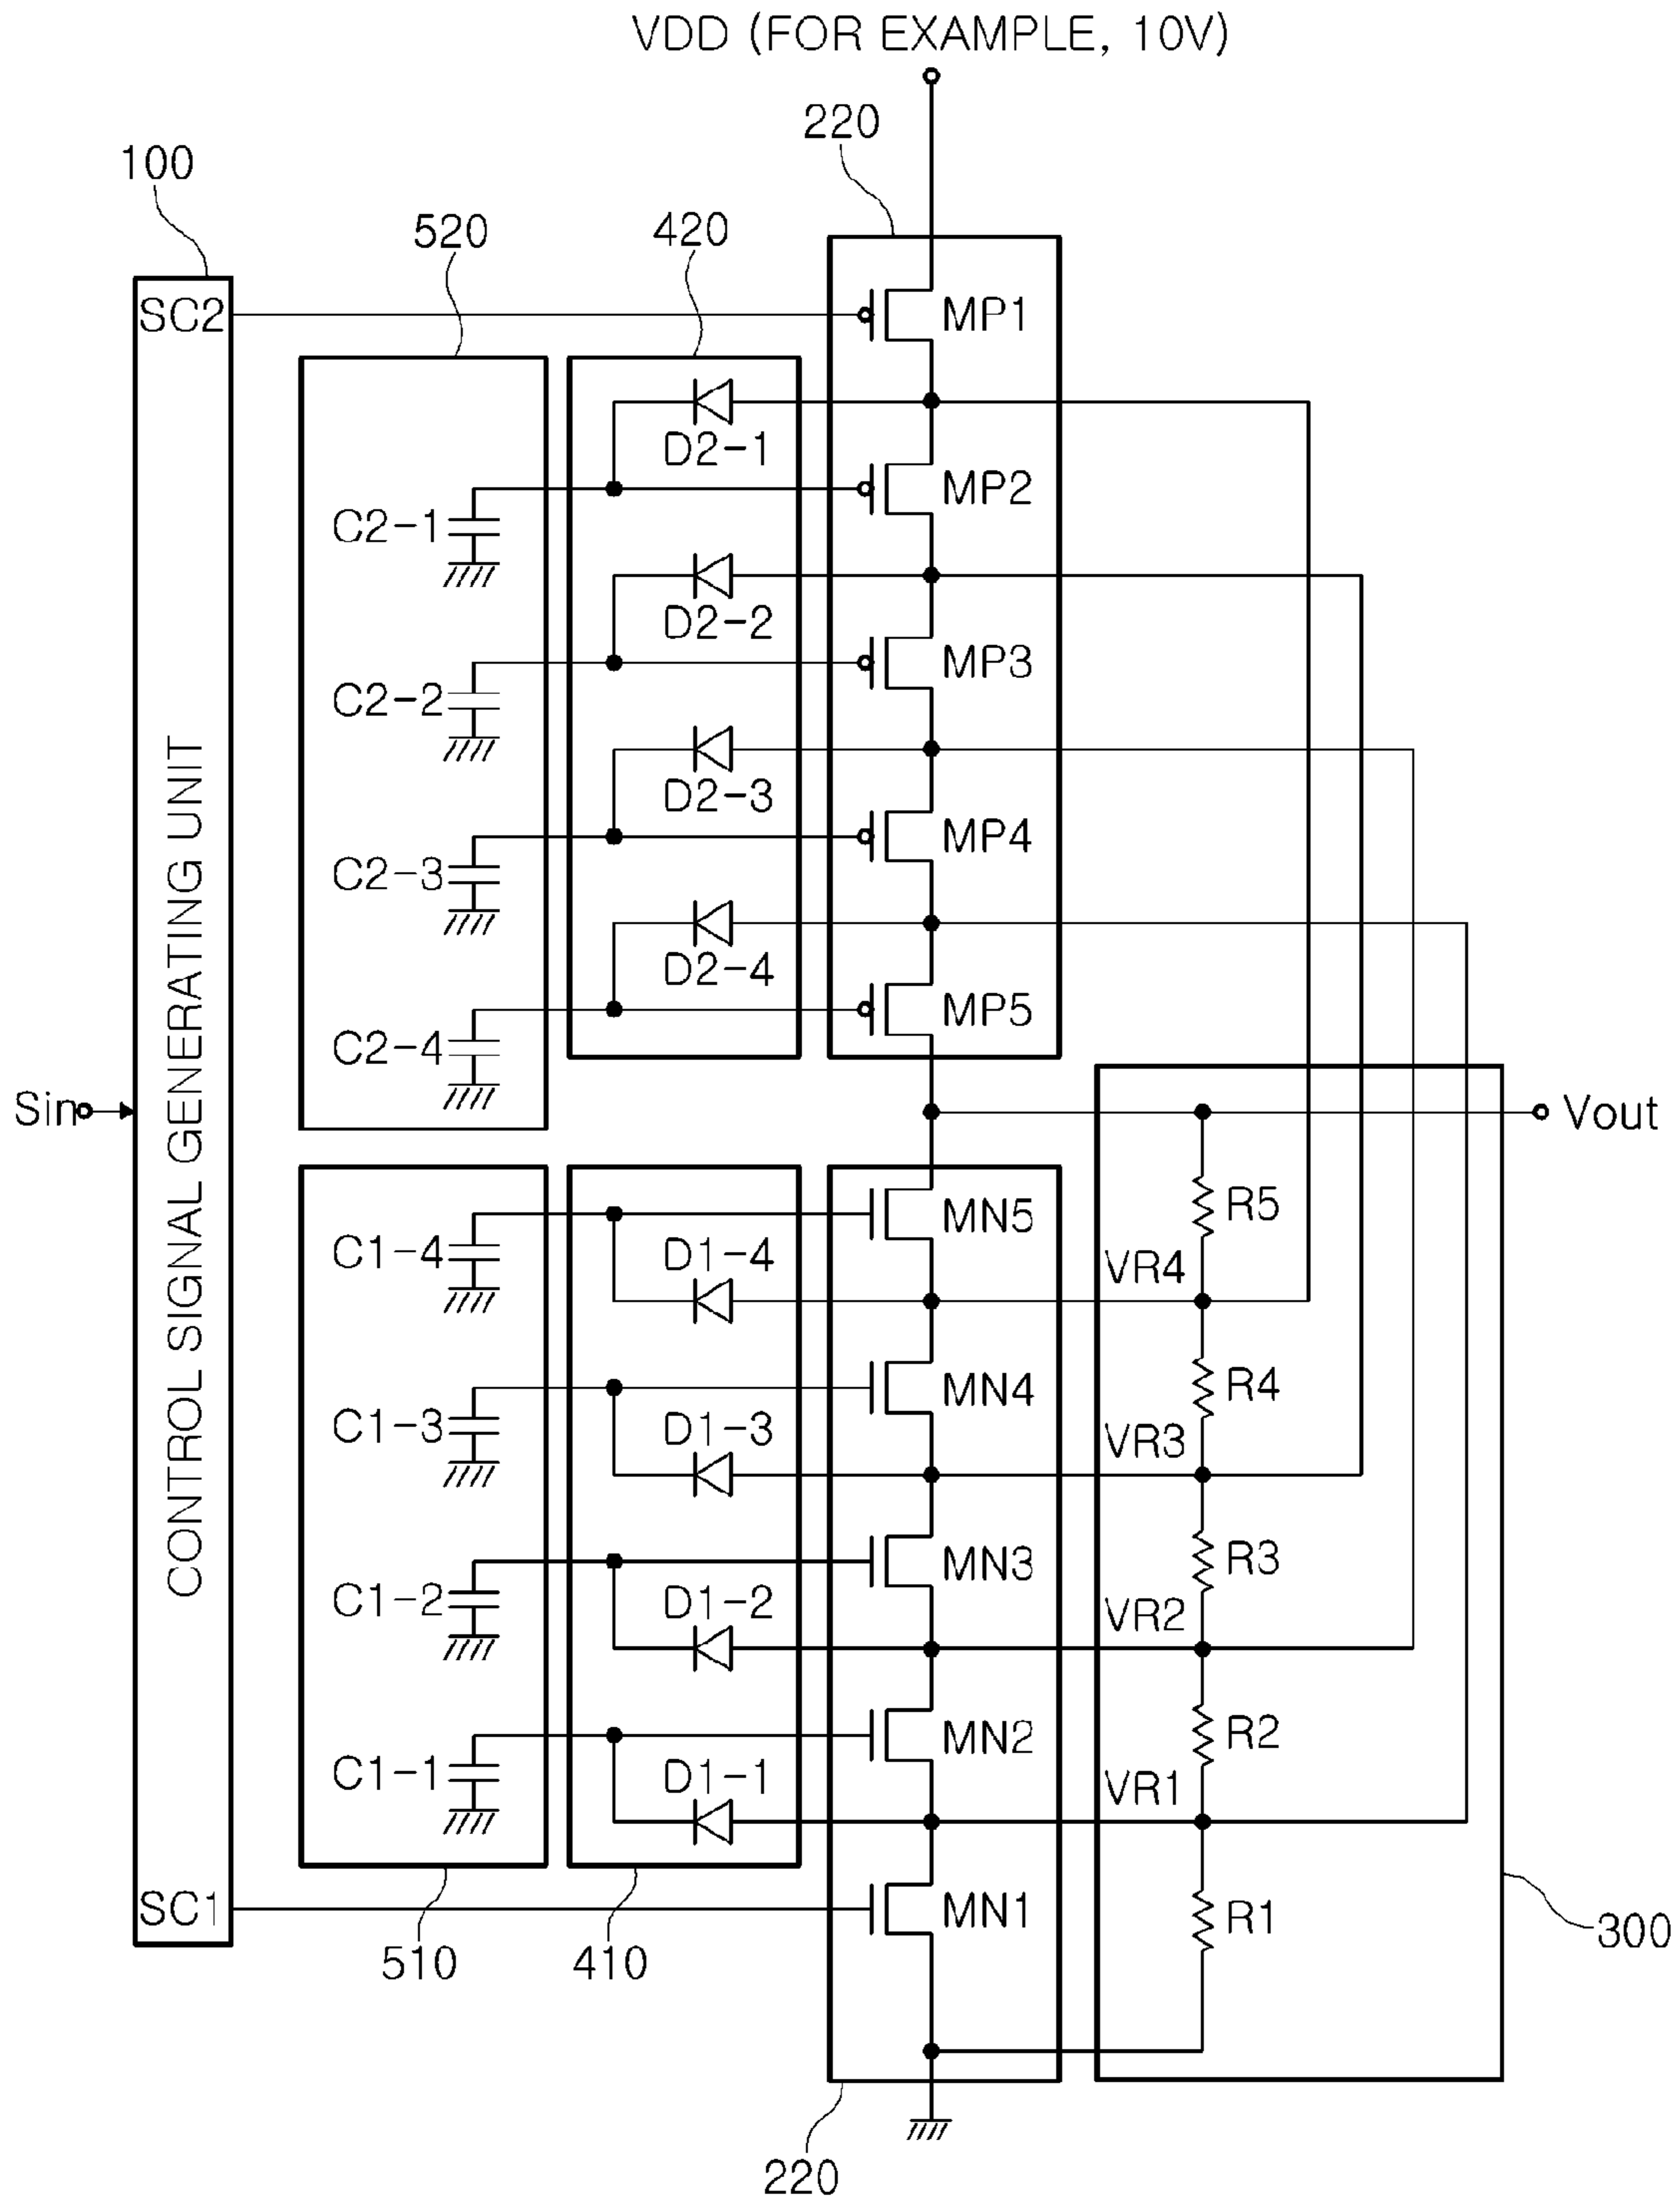 VDD (FOR EXAMPLE, 10V)
220
100
520
420
SC2
MP1
D2-1
MP2
C2-1
D2-2
MP3
C2-2
D2-3
MP4
C2-3
D2-4
MP5
C2-4
CONTROL SIGNAL GENERATING UNIT
Sin
Vout
MN5
R5
C1-4
D1-4
VR4
MN4
R4
C1-3
D1-3
VR3
MN3
R3
C1-2
D1-2
VR2
MN2
R2
C1-1
D1-1
VR1
SC1
MN1
R1
300
510
410
220